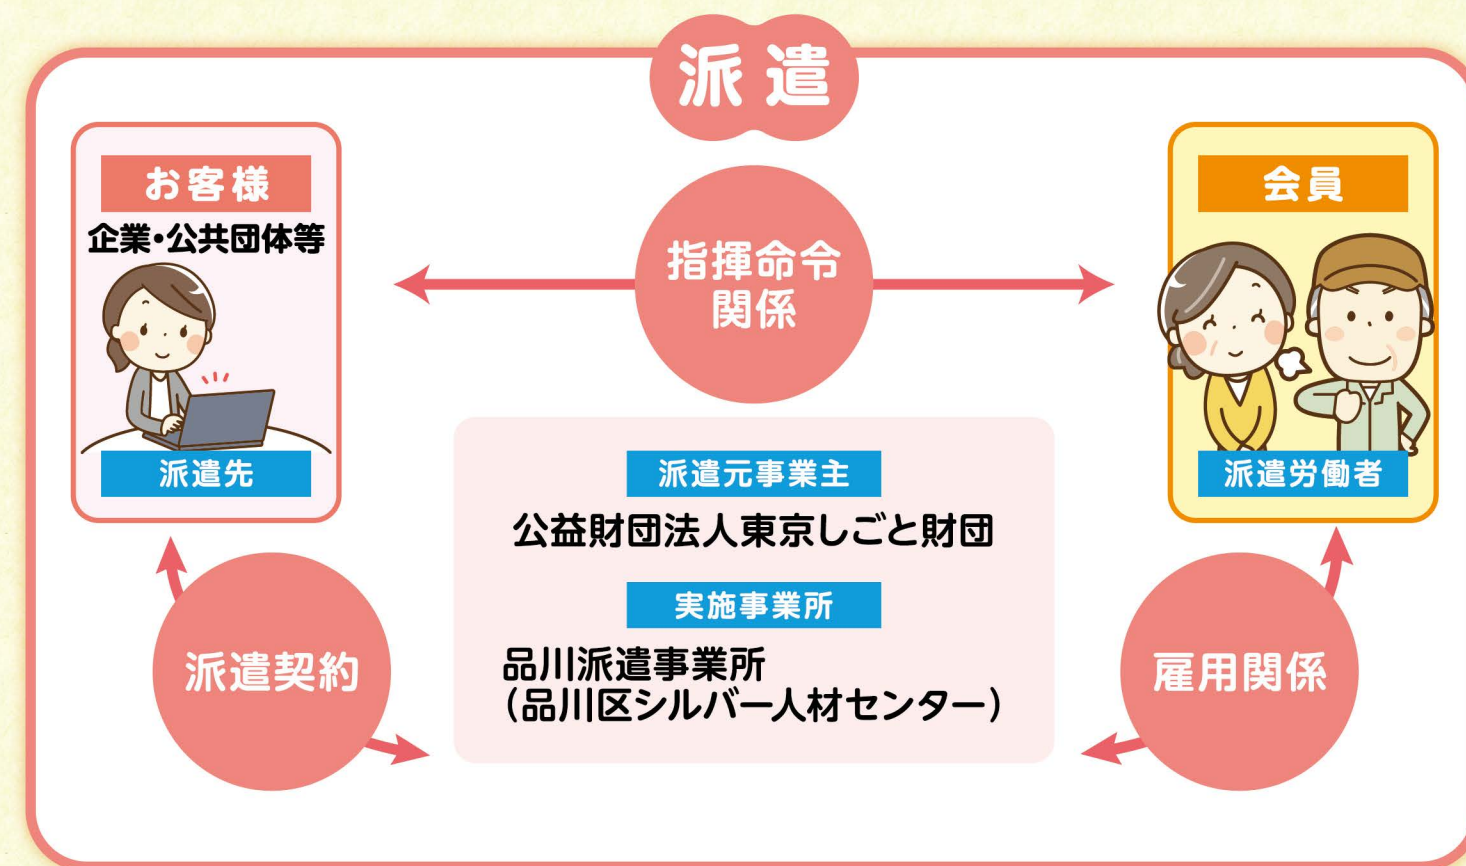 派遣
お客様
企業・公共団体等
派遣先
指揮命令
関係
会員
派遣労働者
派遣元事業主
公益財団法人東京しごと財団
実施事業所
品川派遣事業所
（品川区シルバー人材センター）
派遣契約
雇用関係